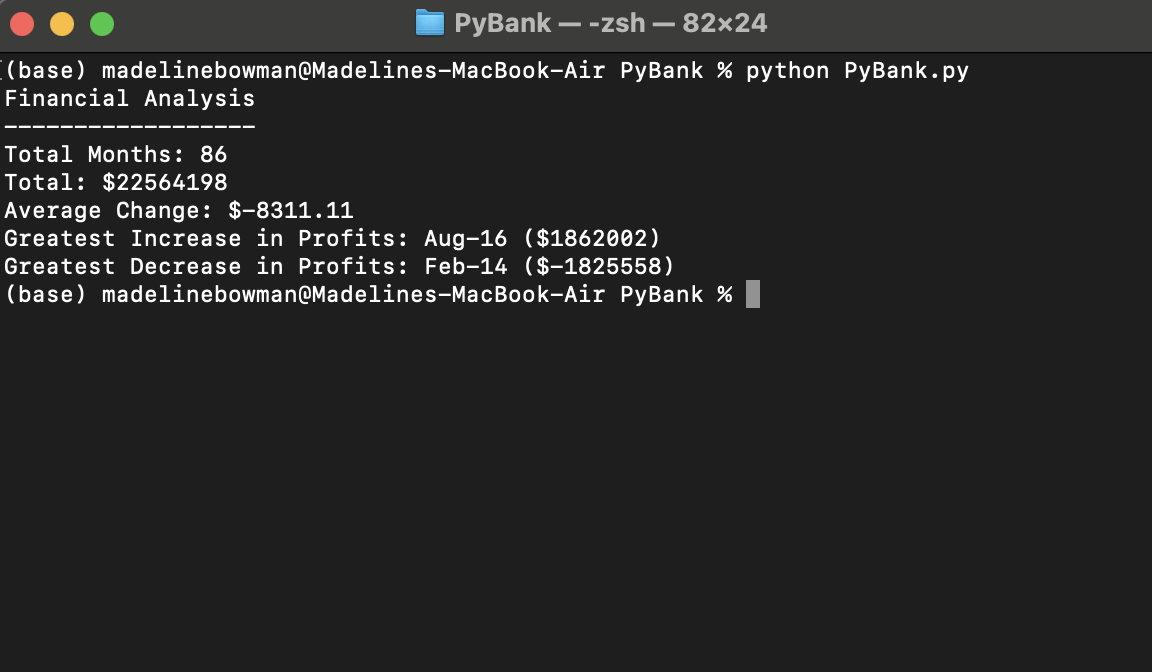 PyBank — -zsh — 82×24
(base) madelinebowman@Madelines-MacBook-Air PyBank % python PyBank.py
Financial Analysis
------------------
Total Months: 86
Total: $22564198
Average Change: $-8311.11
Greatest Increase in Profits: Aug-16 ($1862002)
Greatest Decrease in Profits: Feb-14 ($-1825558)
(base) madelinebowman@Madelines-MacBook-Air PyBank %